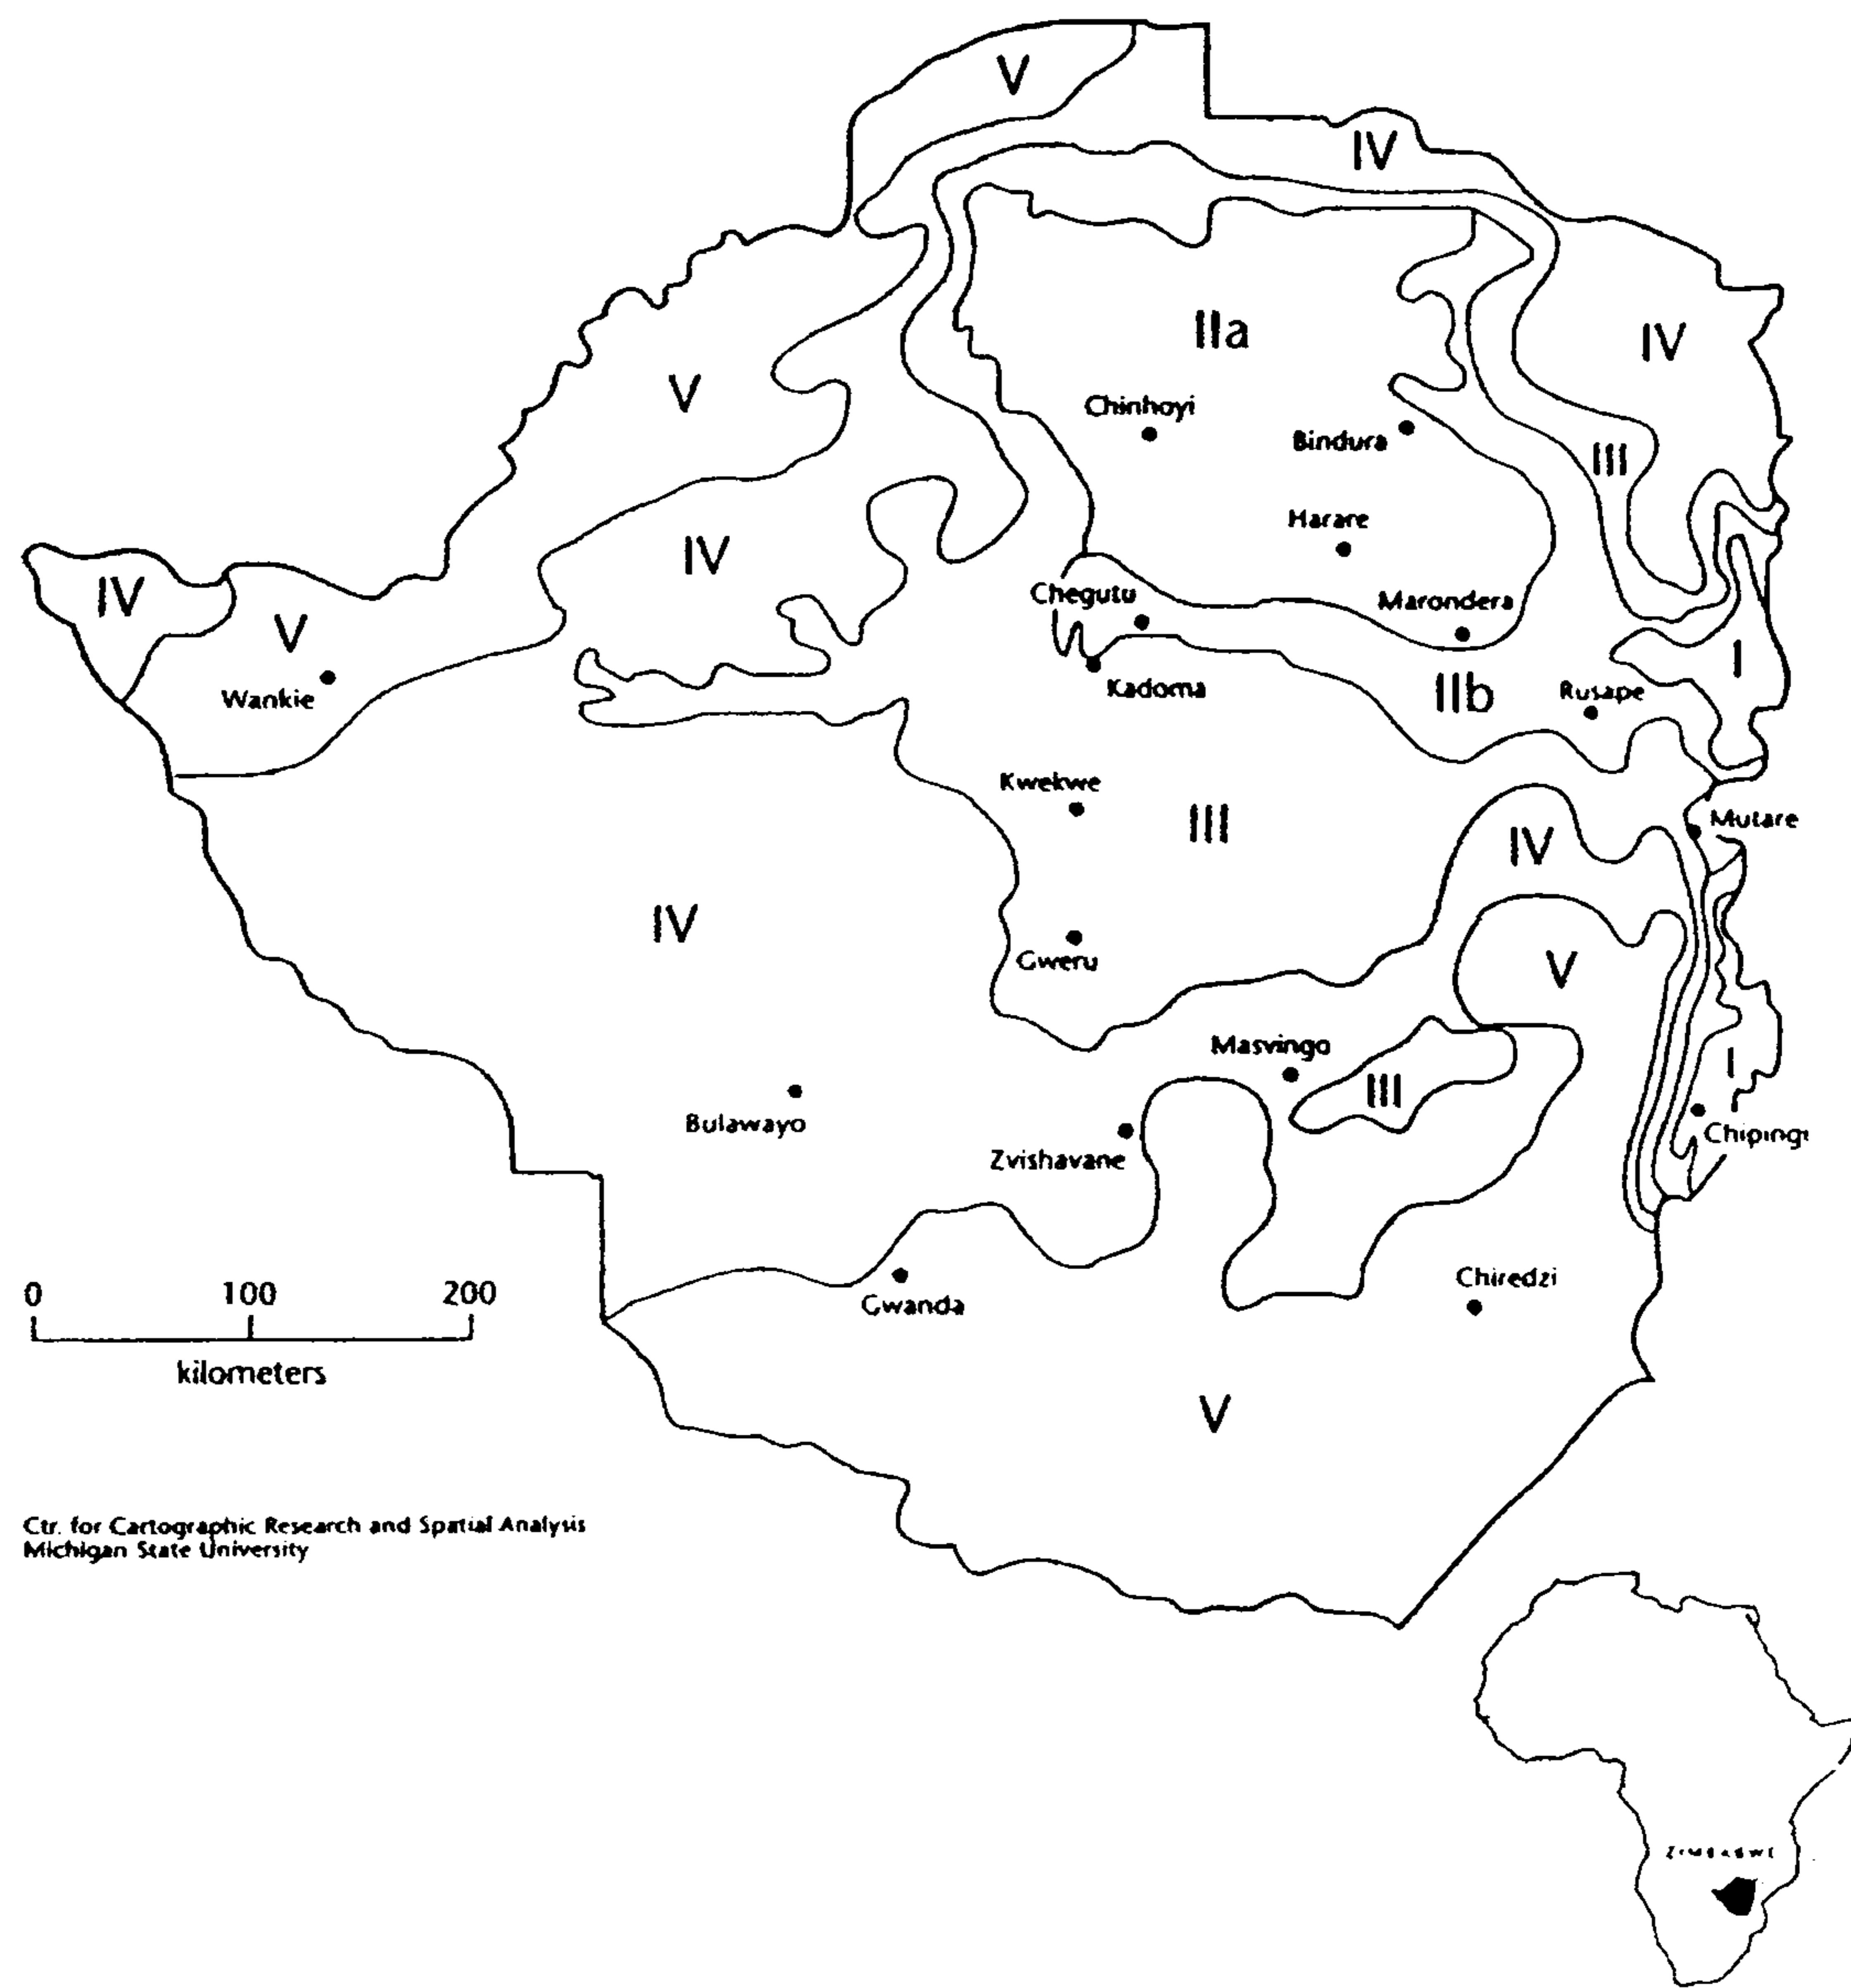 V
IV
IIa
IV
V
Chinhoyi
Bindura
III
Harare
IV
IV
Chegutu
Marondera
V
I
Wankie
Kadoma
IIb
Rusape
Kwekwe
III
Mutare
IV
IV
Gweru
V
Masvingo
III
I
Bulawayo
Zvishavane
Chipingi
0 100 200
kilometers
Gwanda
Chiredzi
V
Ctr. for Cartographic Research and Spatial Analysis
Michigan State University
ZIMBABWE